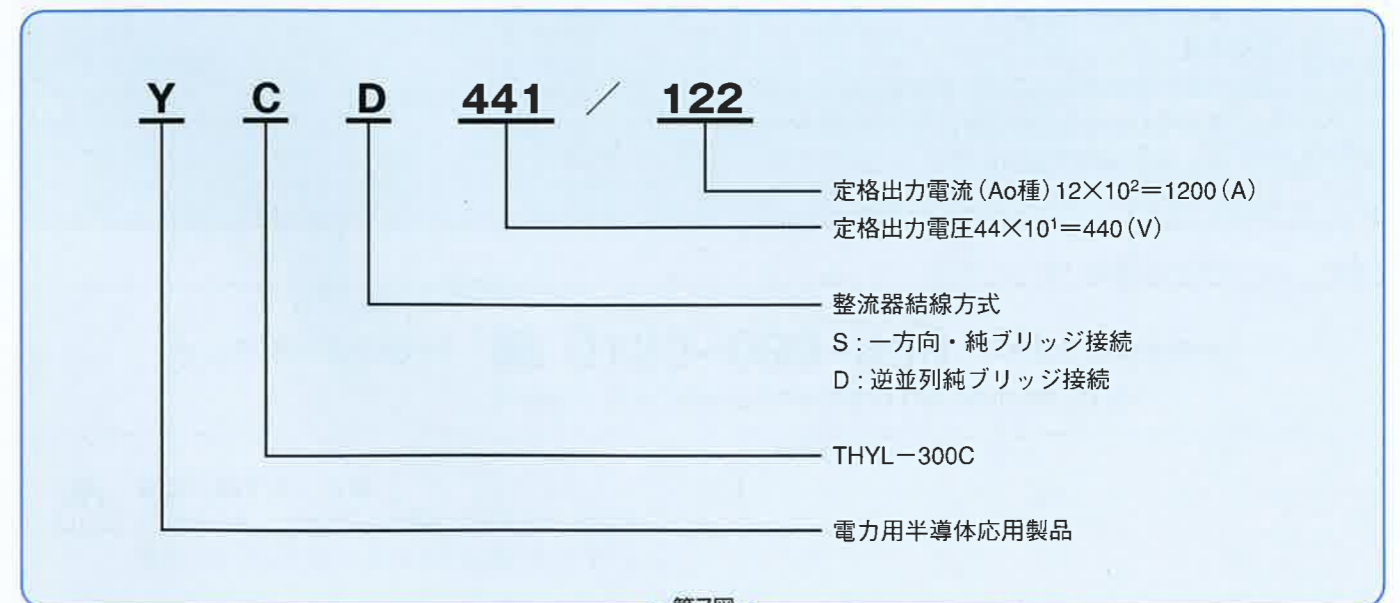 Y C D 441 / 122
定格出力電流(Ao種)12×10²=1200(A)
定格出力電圧44×10¹=440(V)
整流器結線方式
S:一方向・純ブリッジ接続
D:逆並列純ブリッジ接続
THYL-300C
電力用半導体応用製品
第7図